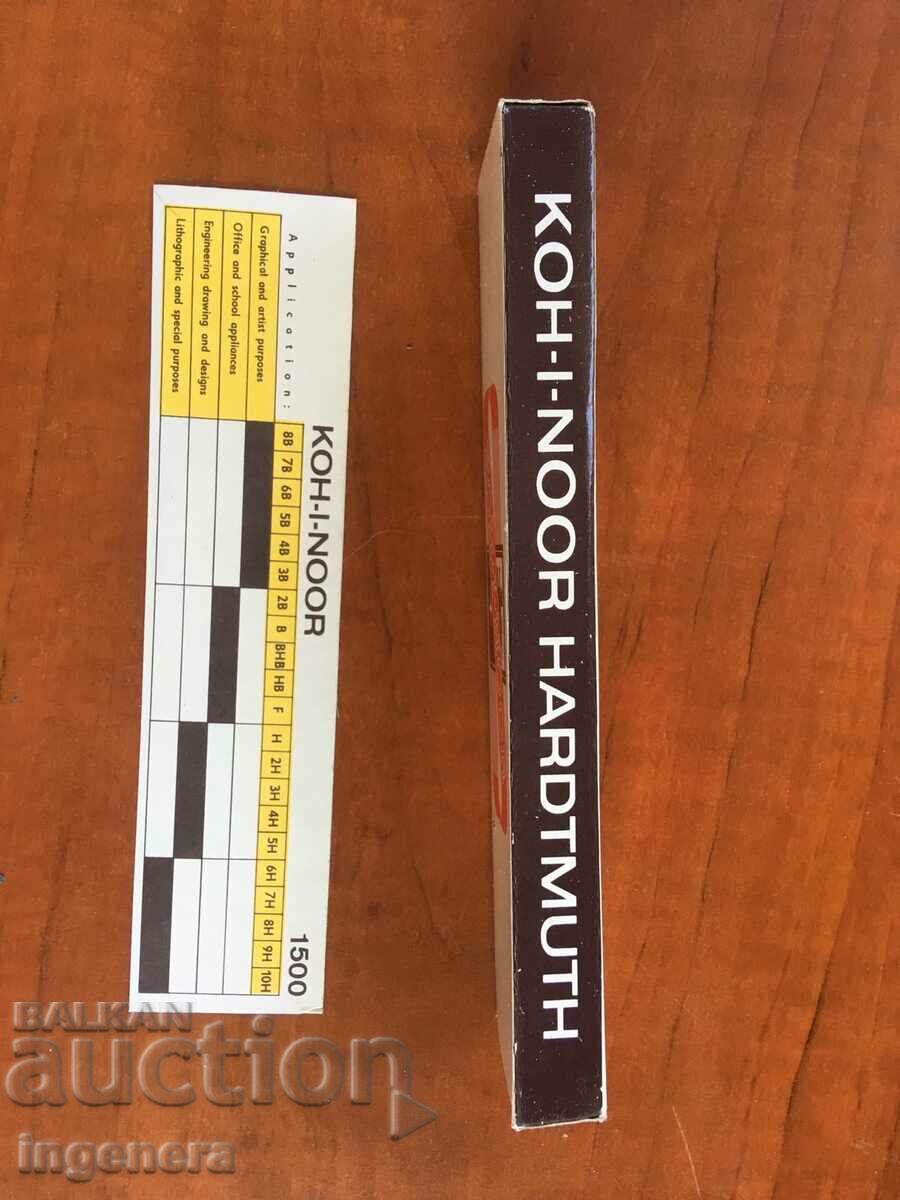 KOH-I-NOOR 1500
Application: 8B 7B 6B 5B 4B 3B 2B B BHB HB F H 2H 3H 4H 5H 6H 7H 8H 9H 10H
Graphical and artist purposes
Office and school appliances
Engineering drawing and designs
Lithographic and special purposes
KOH-I-NOOR HARDTMUTH
BALKAN
auction
ingenera